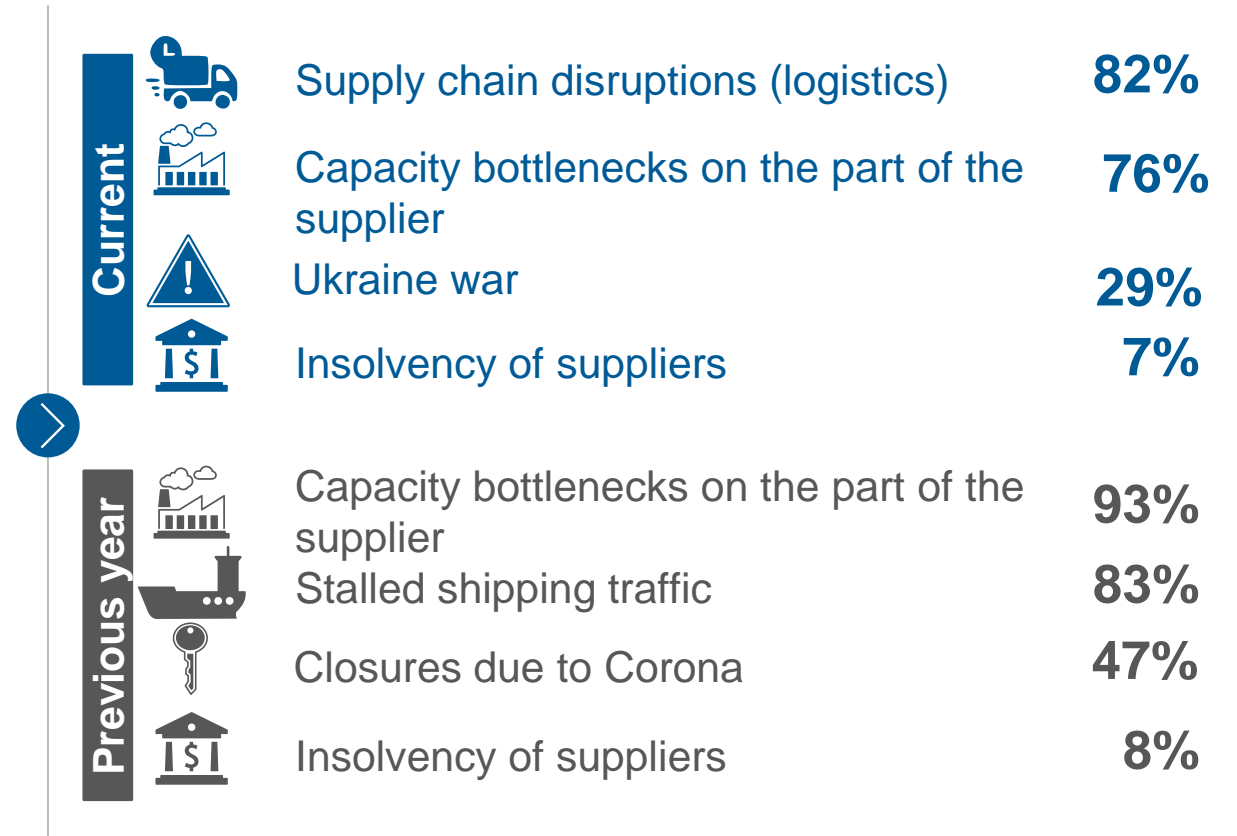 Current
Supply chain disruptions (logistics) 82%
Capacity bottlenecks on the part of the
supplier 76%
Ukraine war 29%
Insolvency of suppliers 7%
Previous year
Capacity bottlenecks on the part of the
supplier 93%
Stalled shipping traffic 83%
Closures due to Corona 47%
Insolvency of suppliers 8%